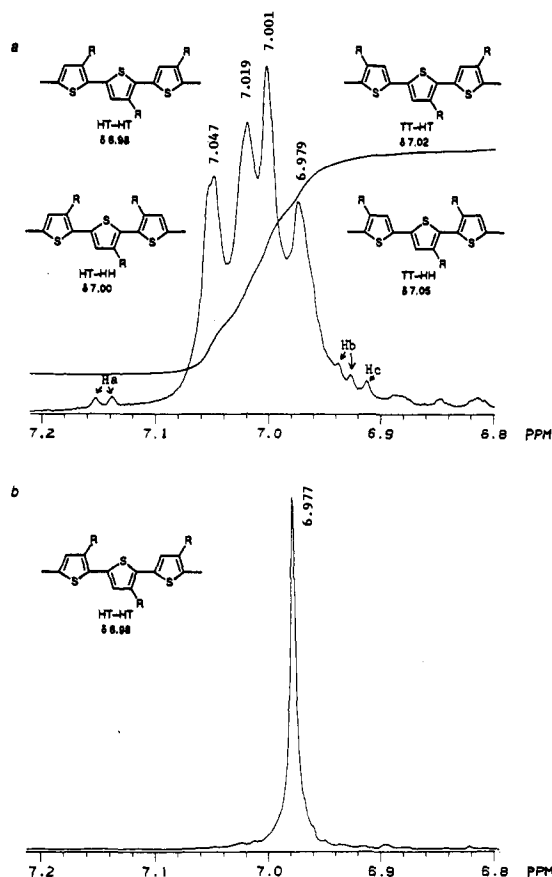 a
R R
S S S
R
HT–HT
δ 6.98
7.047
7.019
7.001
6.979
R R
S S S
R
TT–HT
δ 7.02
R R
S S S
R
HT–HH
δ 7.00
R R
S S S
R
TT–HH
δ 7.05
Ha
Hb
Hc
7.2 7.1 7.0 6.9 6.8 PPM
b
6.977
R R
S S S
R
HT–HT
δ 6.98
7.2 7.1 7.0 6.9 6.8 PPM